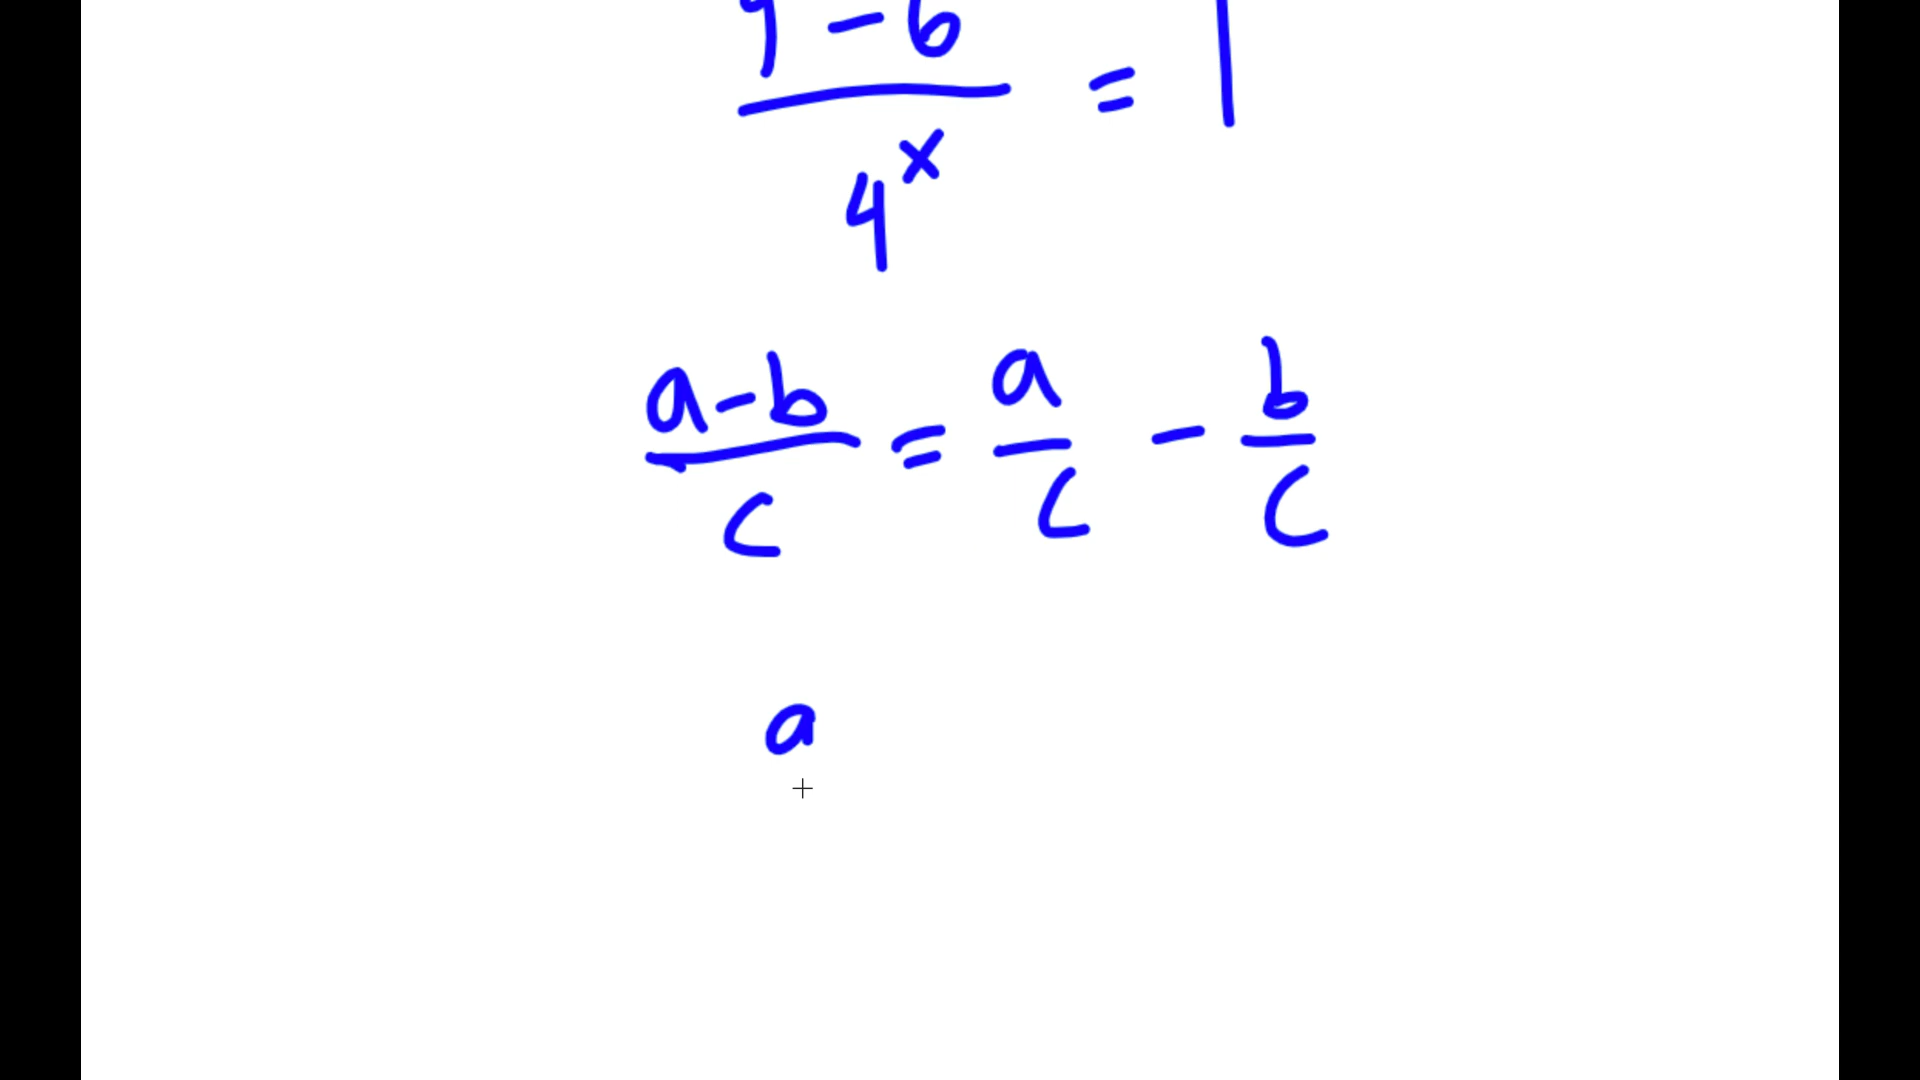 9 - 6 / 4^x = 1
a-b / c = a / c - b / c
a